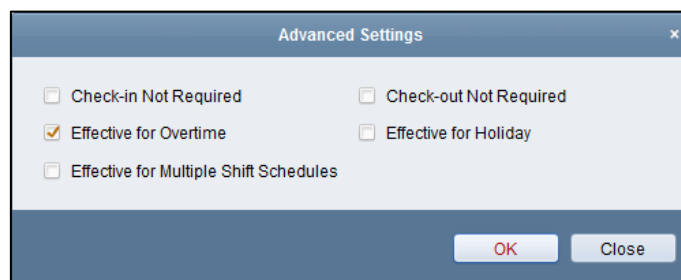 Advanced Settings
×
Check-in Not Required
Check-out Not Required
Effective for Overtime
Effective for Holiday
Effective for Multiple Shift Schedules
OK
Close